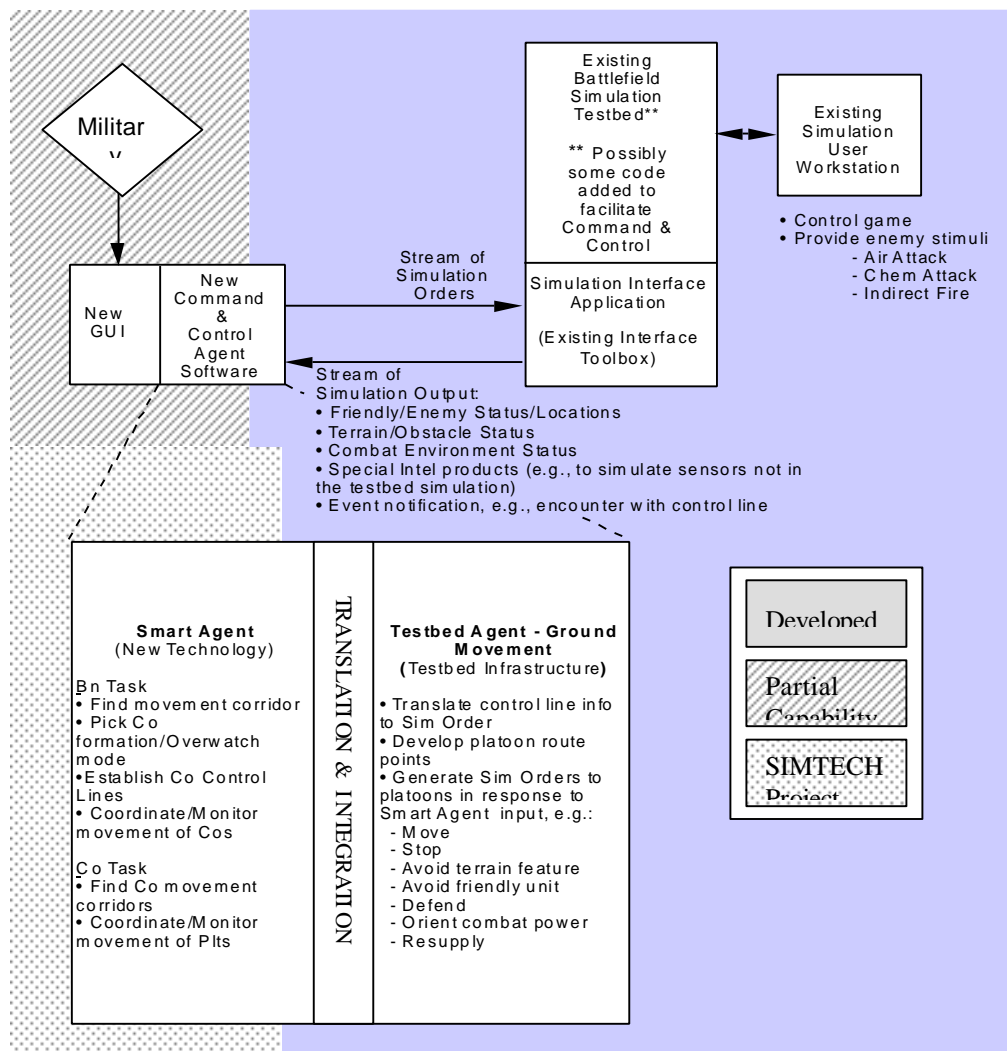 Militar
y
New
GUI
New
Command
&
Control
Agent
Software
Stream of
Simulation
Orders
Existing
Battlefield
Simulation
Testbed**
** Possibly
some code
added to
facilitate
Command &
Control
Simulation Interface
Application
(Existing Interface
Toolbox)
Existing
Simulation
User
Workstation
• Control game
• Provide enemy stimuli
- Air Attack
- Chem Attack
- Indirect Fire
Stream of
Simulation Output:
• Friendly/Enemy Status/Locations
• Terrain/Obstacle Status
• Combat Environment Status
• Special Intel products (e.g., to simulate sensors not in
the testbed simulation)
• Event notification, e.g., encounter with control line
Smart Agent
(New Technology)
Bn Task
• Find movement corridor
• Pick Co
formation/Overwatch
mode
•Establish Co Control
Lines
• Coordinate/Monitor
movement of Cos
Co Task
• Find Co movement
corridors
• Coordinate/Monitor
movement of Plts
TRANSLATION & INTEGRATION
Testbed Agent - Ground
Movement
(Testbed Infrastructure)
• Translate control line info
to Sim Order
• Develop platoon route
points
• Generate Sim Orders to
platoons in response to
Smart Agent input, e.g.:
- Move
- Stop
- Avoid terrain feature
- Avoid friendly unit
- Defend
- Orient combat power
- Resupply
Developed
Partial
Capability
SIMTECH
Project